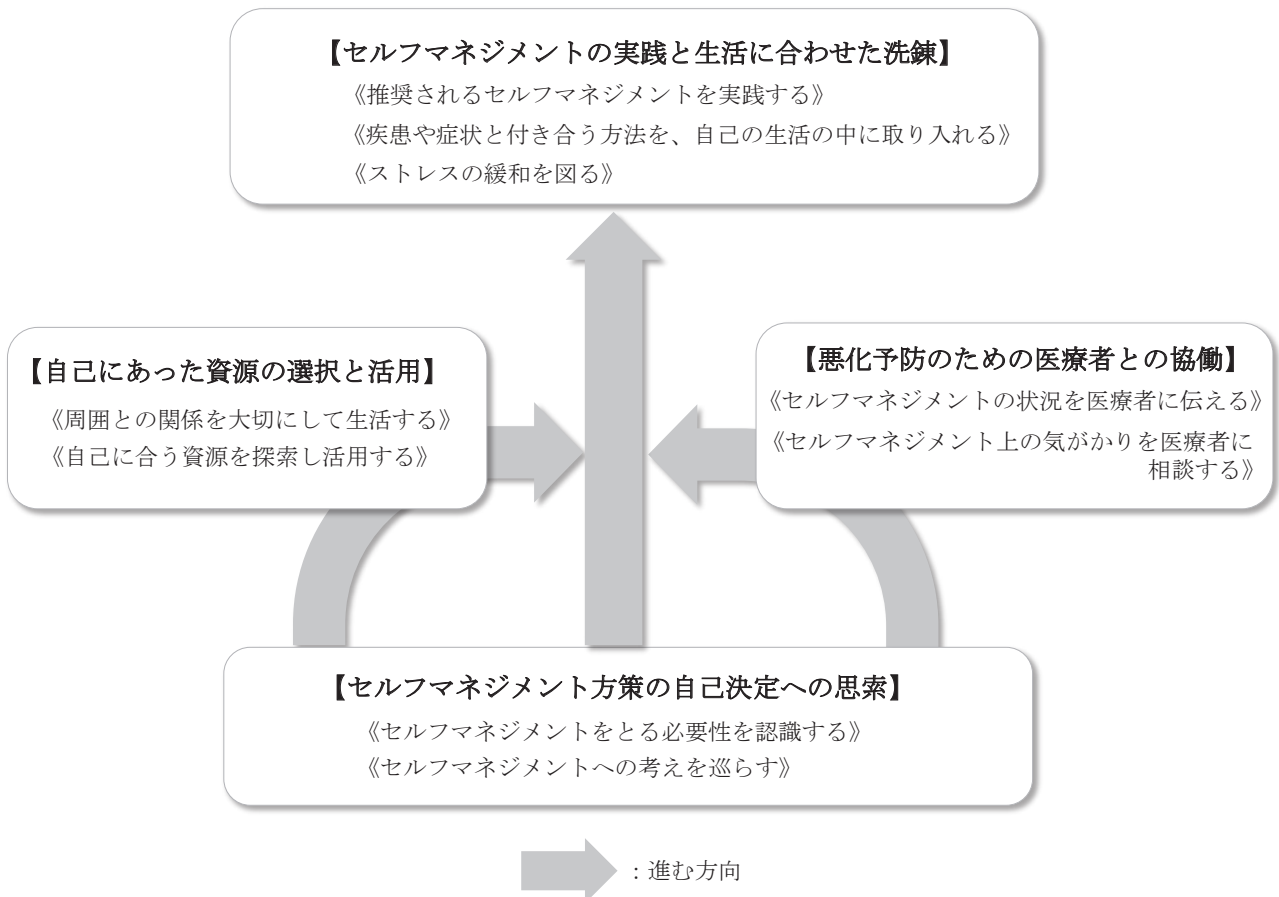 【セルフマネジメントの実践と生活に合わせた洗錬】
《推奨されるセルフマネジメントを実践する》
《疾患や症状と付き合う方法を、自己の生活の中に取り入れる》
《ストレスの緩和を図る》
【自己にあった資源の選択と活用】
《周囲との関係を大切にして生活する》
《自己に合う資源を探索し活用する》
【悪化予防のための医療者との協働】
《セルフマネジメントの状況を医療者に伝える》
《セルフマネジメント上の気がかりを医療者に
相談する》
【セルフマネジメント方策の自己決定への思索】
《セルフマネジメントをとる必要性を認識する》
《セルフマネジメントへの考えを巡らす》
：進む方向